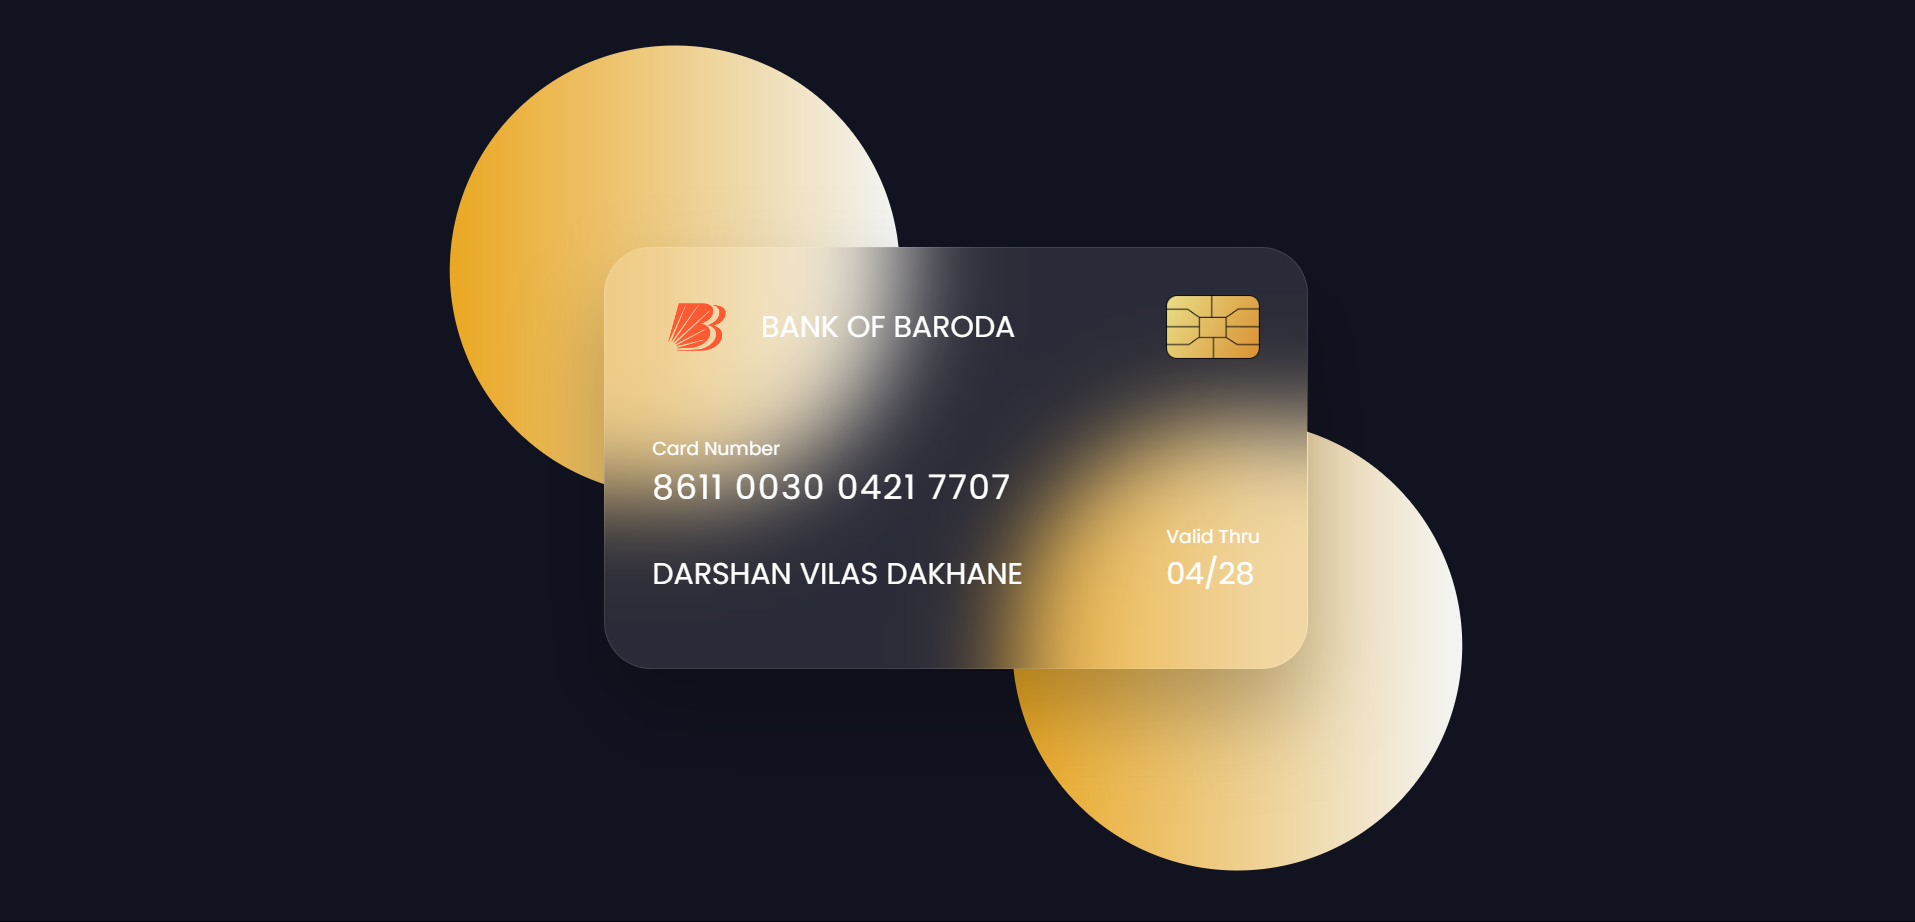 BANK OF BARODA
Card Number
8611 0030 0421 7707
Valid Thru
DARSHAN VILAS DAKHANE
04/28